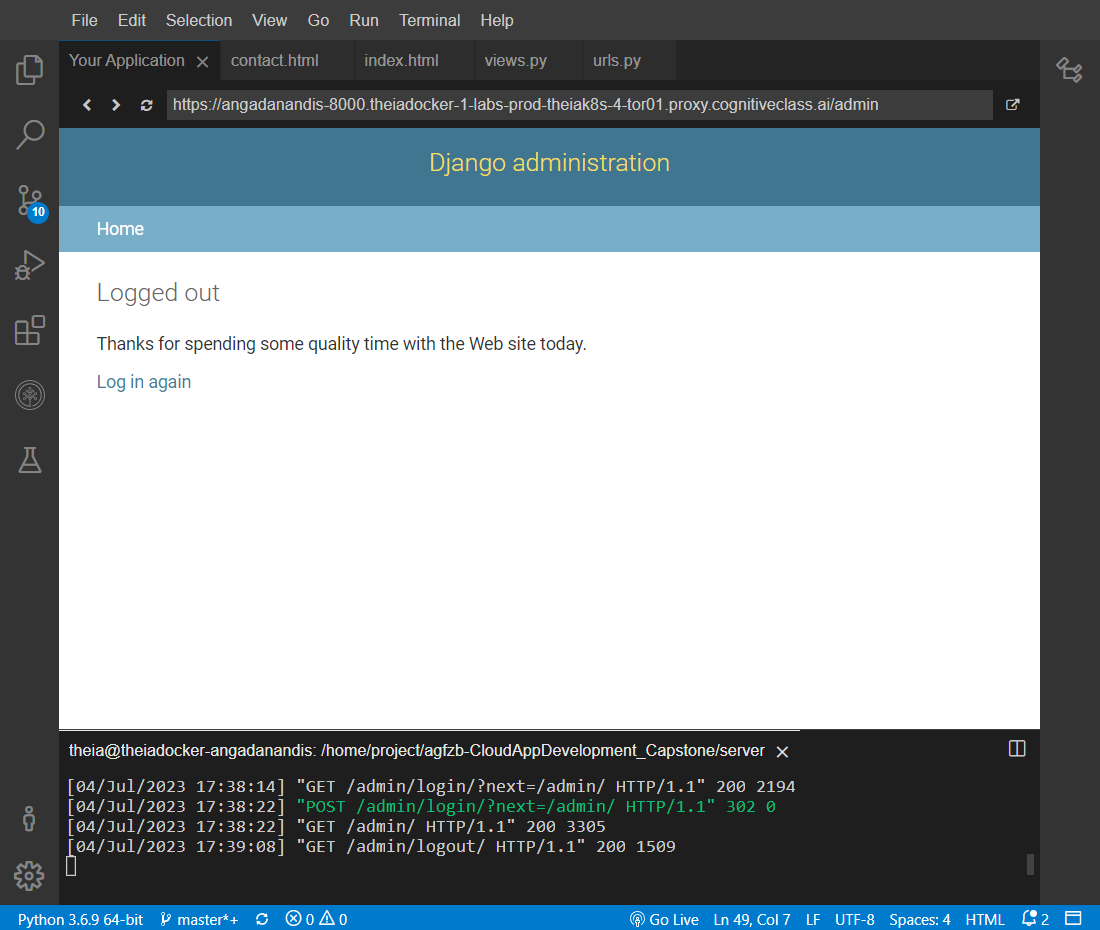 File Edit Selection View Go Run Terminal Help
Your Application contact.html index.html views.py urls.py
https://angadanandis-8000.theiadocker-1-labs-prod-theiak8s-4-tor01.proxy.cognitiveclass.ai/admin
Django administration
10
Home
Logged out
Thanks for spending some quality time with the Web site today.
Log in again
theia@theiadocker-angadanandis: /home/project/agfzb-CloudAppDevelopment_Capstone/server
[04/Jul/2023 17:38:14] "GET /admin/login/?next=/admin/ HTTP/1.1" 200 2194
[04/Jul/2023 17:38:22] "POST /admin/login/?next=/admin/ HTTP/1.1" 302 0
[04/Jul/2023 17:38:22] "GET /admin/ HTTP/1.1" 200 3305
[04/Jul/2023 17:39:08] "GET /admin/logout/ HTTP/1.1" 200 1509
Python 3.6.9 64-bit master*+ 0 0 Go Live Ln 49, Col 7 LF UTF-8 Spaces: 4 HTML 2